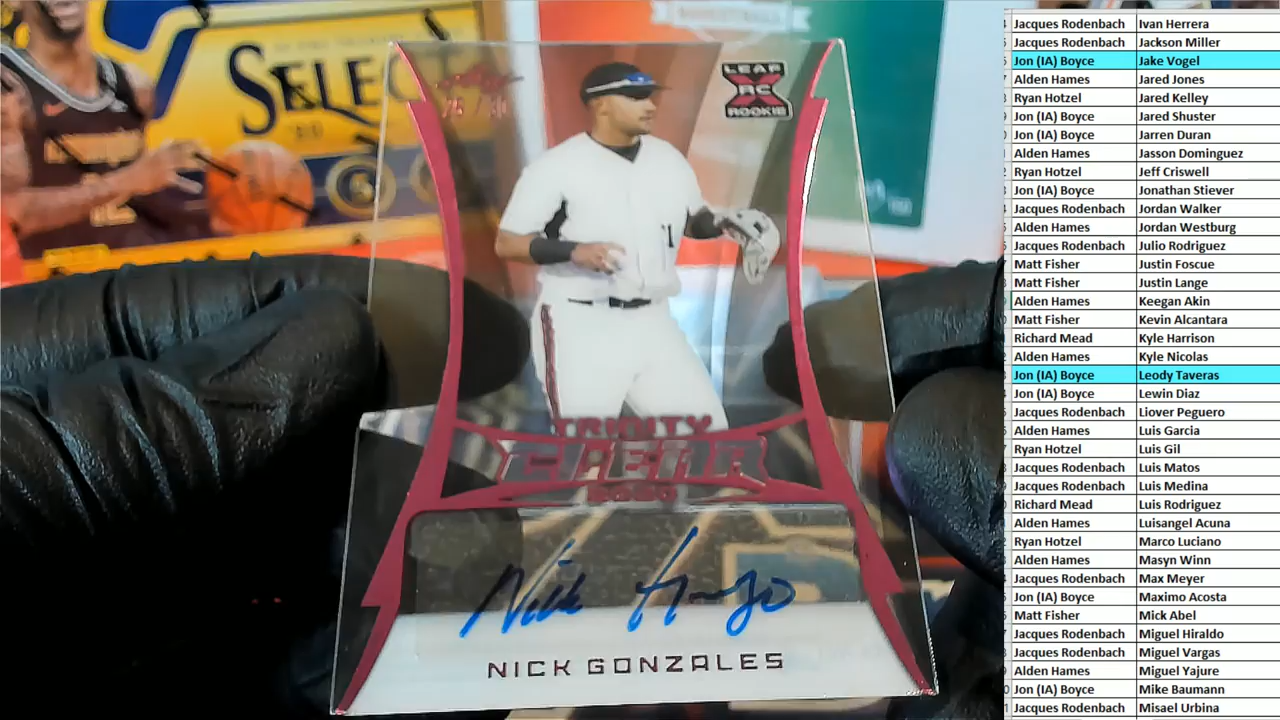 BASKETBALL
SELECT
LEAF
RC
ROOKIE
1
TRINITY
CLEAR
2020
Nick Gonzales
NICK GONZALES
Jacques Rodenbach Ivan Herrera
Jacques Rodenbach Jackson Miller
Jon (IA) Boyce Jake Vogel
Alden Hames Jared Jones
Ryan Hotzel Jared Kelley
Jon (IA) Boyce Jared Shuster
Jon (IA) Boyce Jarren Duran
Alden Hames Jasson Dominguez
Ryan Hotzel Jeff Criswell
Jon (IA) Boyce Jonathan Stiever
Jacques Rodenbach Jordan Walker
Alden Hames Jordan Westburg
Jacques Rodenbach Julio Rodriguez
Matt Fisher Justin Foscue
Matt Fisher Justin Lange
Alden Hames Keegan Akin
Matt Fisher Kevin Alcantara
Richard Mead Kyle Harrison
Alden Hames Kyle Nicolas
Jon (IA) Boyce Leody Taveras
Jon (IA) Boyce Lewin Diaz
Jacques Rodenbach Liover Peguero
Alden Hames Luis Garcia
Ryan Hotzel Luis Gil
Jacques Rodenbach Luis Matos
Jacques Rodenbach Luis Medina
Richard Mead Luis Rodriguez
Alden Hames Luisangel Acuna
Ryan Hotzel Marco Luciano
Alden Hames Masyn Winn
Jacques Rodenbach Max Meyer
Jon (IA) Boyce Maximo Acosta
Matt Fisher Mick Abel
Jacques Rodenbach Miguel Hiraldo
Jacques Rodenbach Miguel Vargas
Alden Hames Miguel Yajure
Jon (IA) Boyce Mike Baumann
Jacques Rodenbach Misael Urbina